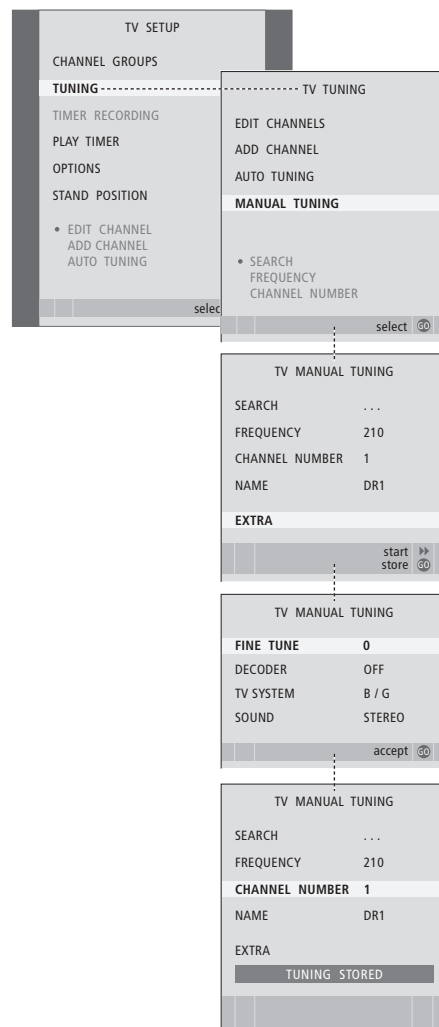 TV SETUP
CHANNEL GROUPS
TUNING
TIMER RECORDING
PLAY TIMER
OPTIONS
STAND POSITION
• EDIT CHANNEL
ADD CHANNEL
AUTO TUNING
selec
TV TUNING
EDIT CHANNELS
ADD CHANNEL
AUTO TUNING
MANUAL TUNING
• SEARCH
FREQUENCY
CHANNEL NUMBER
select GO
TV MANUAL TUNING
SEARCH . . .
FREQUENCY 210
CHANNEL NUMBER 1
NAME DR1
EXTRA
start
store GO
TV MANUAL TUNING
FINE TUNE 0
DECODER OFF
TV SYSTEM B / G
SOUND STEREO
accept GO
TV MANUAL TUNING
SEARCH . . .
FREQUENCY 210
CHANNEL NUMBER 1
NAME DR1
EXTRA
TUNING STORED